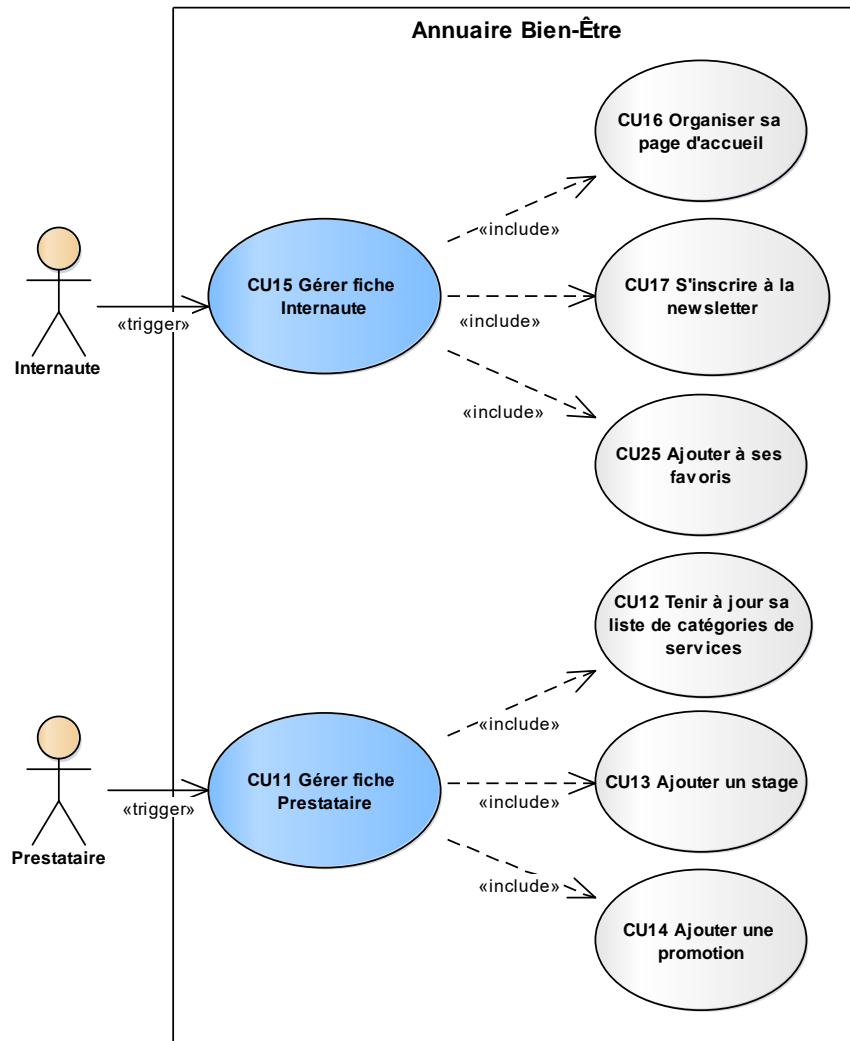 Annuaire Bien-Être
CU16 Organiser sa
page d'accueil
«include»
CU15 Gérer fiche
Internaute
CU17 S'inscrire à la
newsletter
«trigger»
«include»
Internaute
«include»
CU25 Ajouter à ses
favoris
CU12 Tenir à jour sa
liste de catégories de
services
«include»
CU11 Gérer fiche
Prestataire
CU13 Ajouter un stage
«trigger»
«include»
Prestataire
«include»
CU14 Ajouter une
promotion